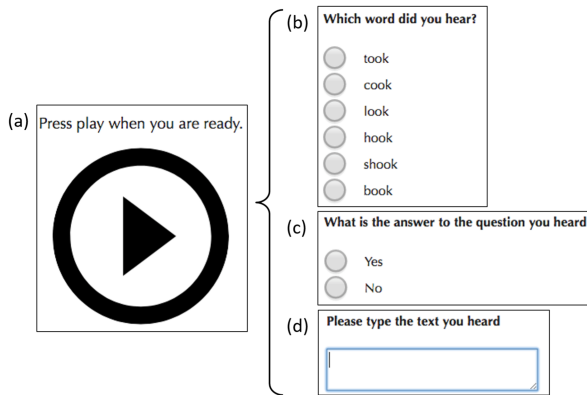 (a)
Press play when you are ready.
(b)
Which word did you hear?
took
cook
look
hook
shook
book
(c)
What is the answer to the question you heard
Yes
No
(d)
Please type the text you heard